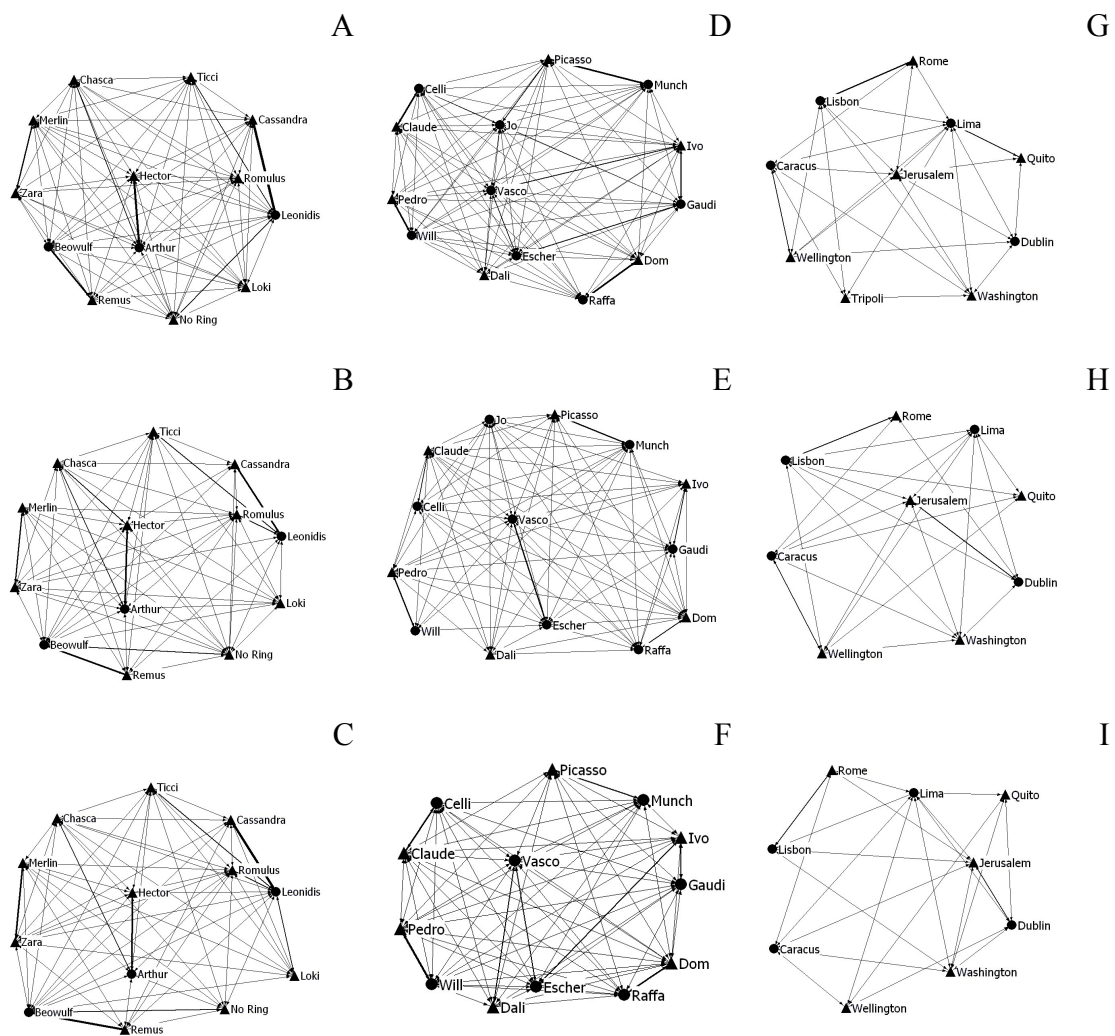 A
Chasca
Ticci
Merlin
Cassandra
Hector
Romulus
Zara
Leonidis
Beowulf
Arthur
Loki
Remus
No Ring
D
Picasso
Celli
Munch
Claude
Jo
Ivo
Vasco
Pedro
Gaudi
Will
Escher
Dom
Dali
Raffa
G
Rome
Lisbon
Lima
Quito
Caracus
Jerusalem
Dublin
Wellington
Tripoli
Washington
B
Ticci
Chasca
Cassandra
Merlin
Hector
Romulus
Leonidis
Zara
Loki
Arthur
Beowulf
No Ring
Remus
E
Jo
Picasso
Claude
Munch
Ivo
Celli
Vasco
Gaudi
Pedro
Dom
Will
Escher
Dali
Raffa
H
Rome
Lima
Lisbon
Quito
Jerusalem
Caracus
Dublin
Washington
Wellington
C
Ticci
Chasca
Cassandra
Merlin
Romulus
Hector
Leonidis
Zara
Arthur
Loki
Beowulf
No Ring
Remus
F
Picasso
Celli
Munch
Ivo
Claude
Vasco
Gaudi
Pedro
Dom
Will
Escher
Raffa
Dali
I
Rome
Lima
Quito
Lisbon
Jerusalem
Dublin
Caracus
Washington
Wellington